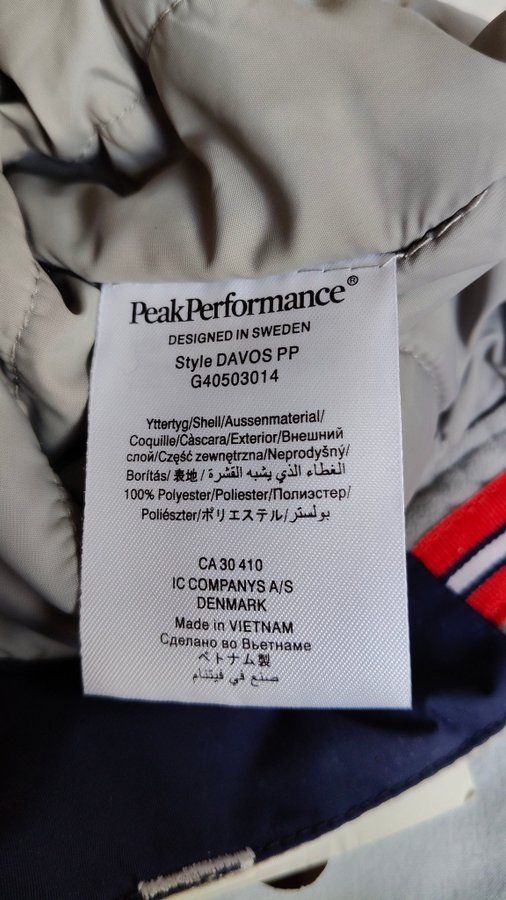 PeakPerformance®
DESIGNED IN SWEDEN
Style DAVOS PP
G40503014
Yttertyg/Shell/Aussenmaterial/
Coquille/Càscara/Exterior/Внешний
слой/Część zewnętrzna/Neprodyšný/
Borítás/表地/الغطاء الذي يشبه القشرة/
100% Polyester/Poliester/Полиэстер/
Poliészter/ポリエステル/بولستر
CA 30 410
IC COMPANYS A/S
DENMARK
Made in VIETNAM
Сделано во Вьетнаме
ベトナム製
صنع في فيتنام